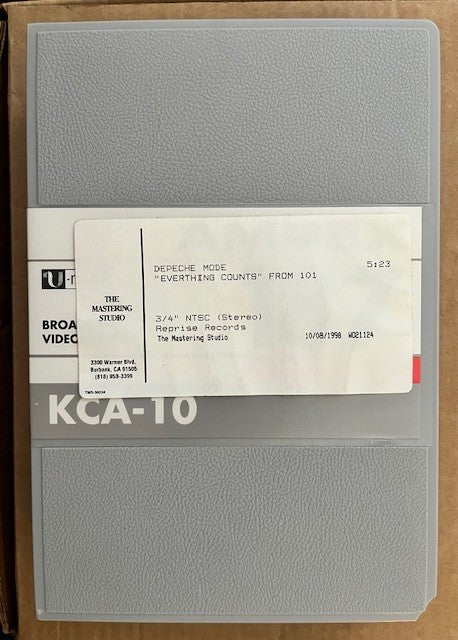 DEPECHE MODE 5:23
"EVERTHING COUNTS" FROM 101
THE
MASTERING
STUDIO
3/4" NTSC (Stereo)
Reprise Records
The Mastering Studio 10/08/1998 WO21124
3300 Warner Blvd.
Burbank, CA 91505
(818) 953-3399
BROA
VIDEO
KCA-10